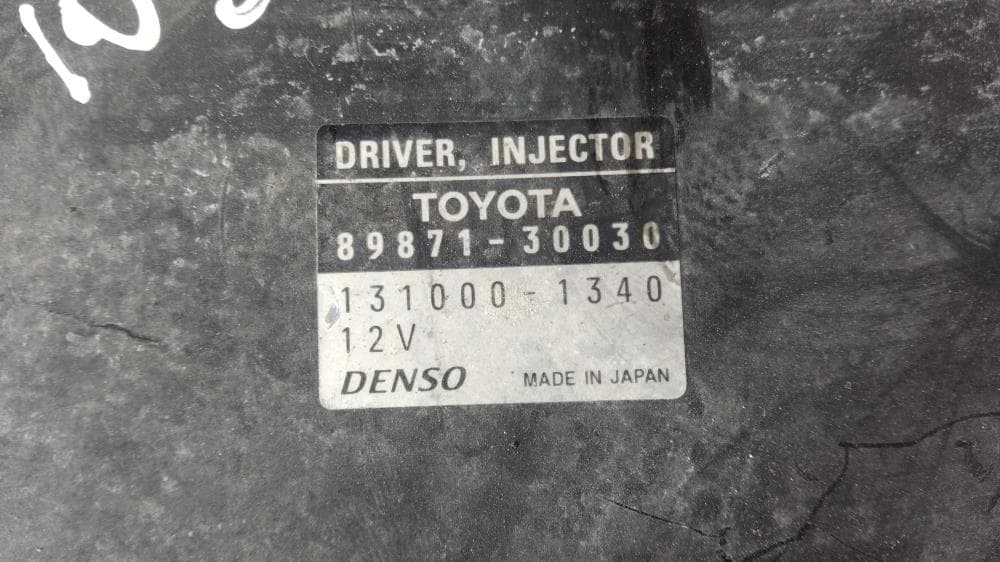 DRIVER, INJECTOR
TOYOTA
89871-30030
131000-1340
12V
DENSO MADE IN JAPAN